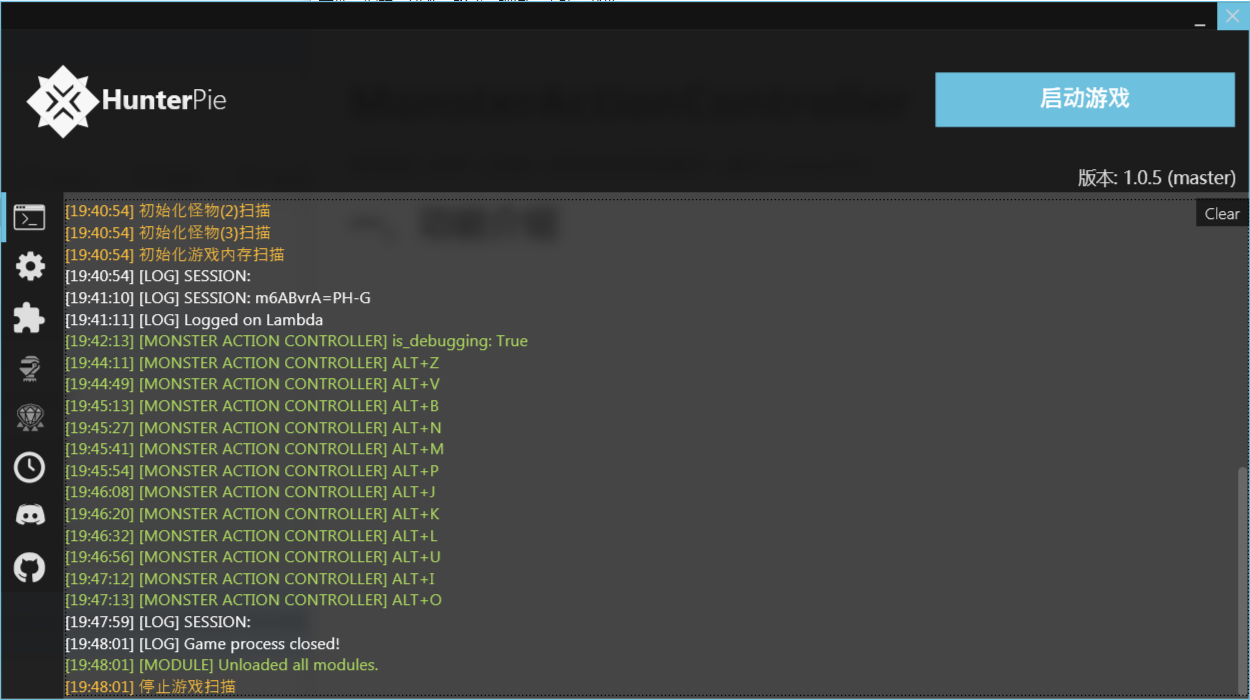 HunterPie
启动游戏
版本: 1.0.5 (master)
Clear
[19:40:54] 初始化怪物(2)扫描
[19:40:54] 初始化怪物(3)扫描
[19:40:54] 初始化游戏内存扫描
[19:40:54] [LOG] SESSION:
[19:41:10] [LOG] SESSION: m6ABvrA=PH-G
[19:41:11] [LOG] Logged on Lambda
[19:42:13] [MONSTER ACTION CONTROLLER] is_debugging: True
[19:44:11] [MONSTER ACTION CONTROLLER] ALT+Z
[19:44:49] [MONSTER ACTION CONTROLLER] ALT+V
[19:45:13] [MONSTER ACTION CONTROLLER] ALT+B
[19:45:27] [MONSTER ACTION CONTROLLER] ALT+N
[19:45:41] [MONSTER ACTION CONTROLLER] ALT+M
[19:45:54] [MONSTER ACTION CONTROLLER] ALT+P
[19:46:08] [MONSTER ACTION CONTROLLER] ALT+J
[19:46:20] [MONSTER ACTION CONTROLLER] ALT+K
[19:46:32] [MONSTER ACTION CONTROLLER] ALT+L
[19:46:56] [MONSTER ACTION CONTROLLER] ALT+U
[19:47:12] [MONSTER ACTION CONTROLLER] ALT+I
[19:47:13] [MONSTER ACTION CONTROLLER] ALT+O
[19:47:59] [LOG] SESSION:
[19:48:01] [LOG] Game process closed!
[19:48:01] [MODULE] Unloaded all modules.
[19:48:01] 停止游戏扫描